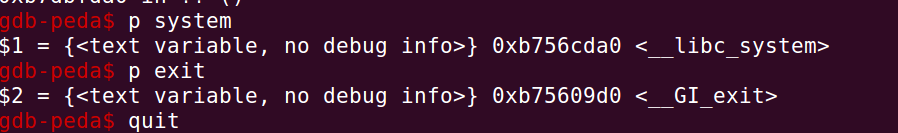 gdb-peda$ p system
$1 = {<text variable, no debug info>} 0xb756cda0 <__libc_system>
gdb-peda$ p exit
$2 = {<text variable, no debug info>} 0xb75609d0 <__GI_exit>
gdb-peda$ quit